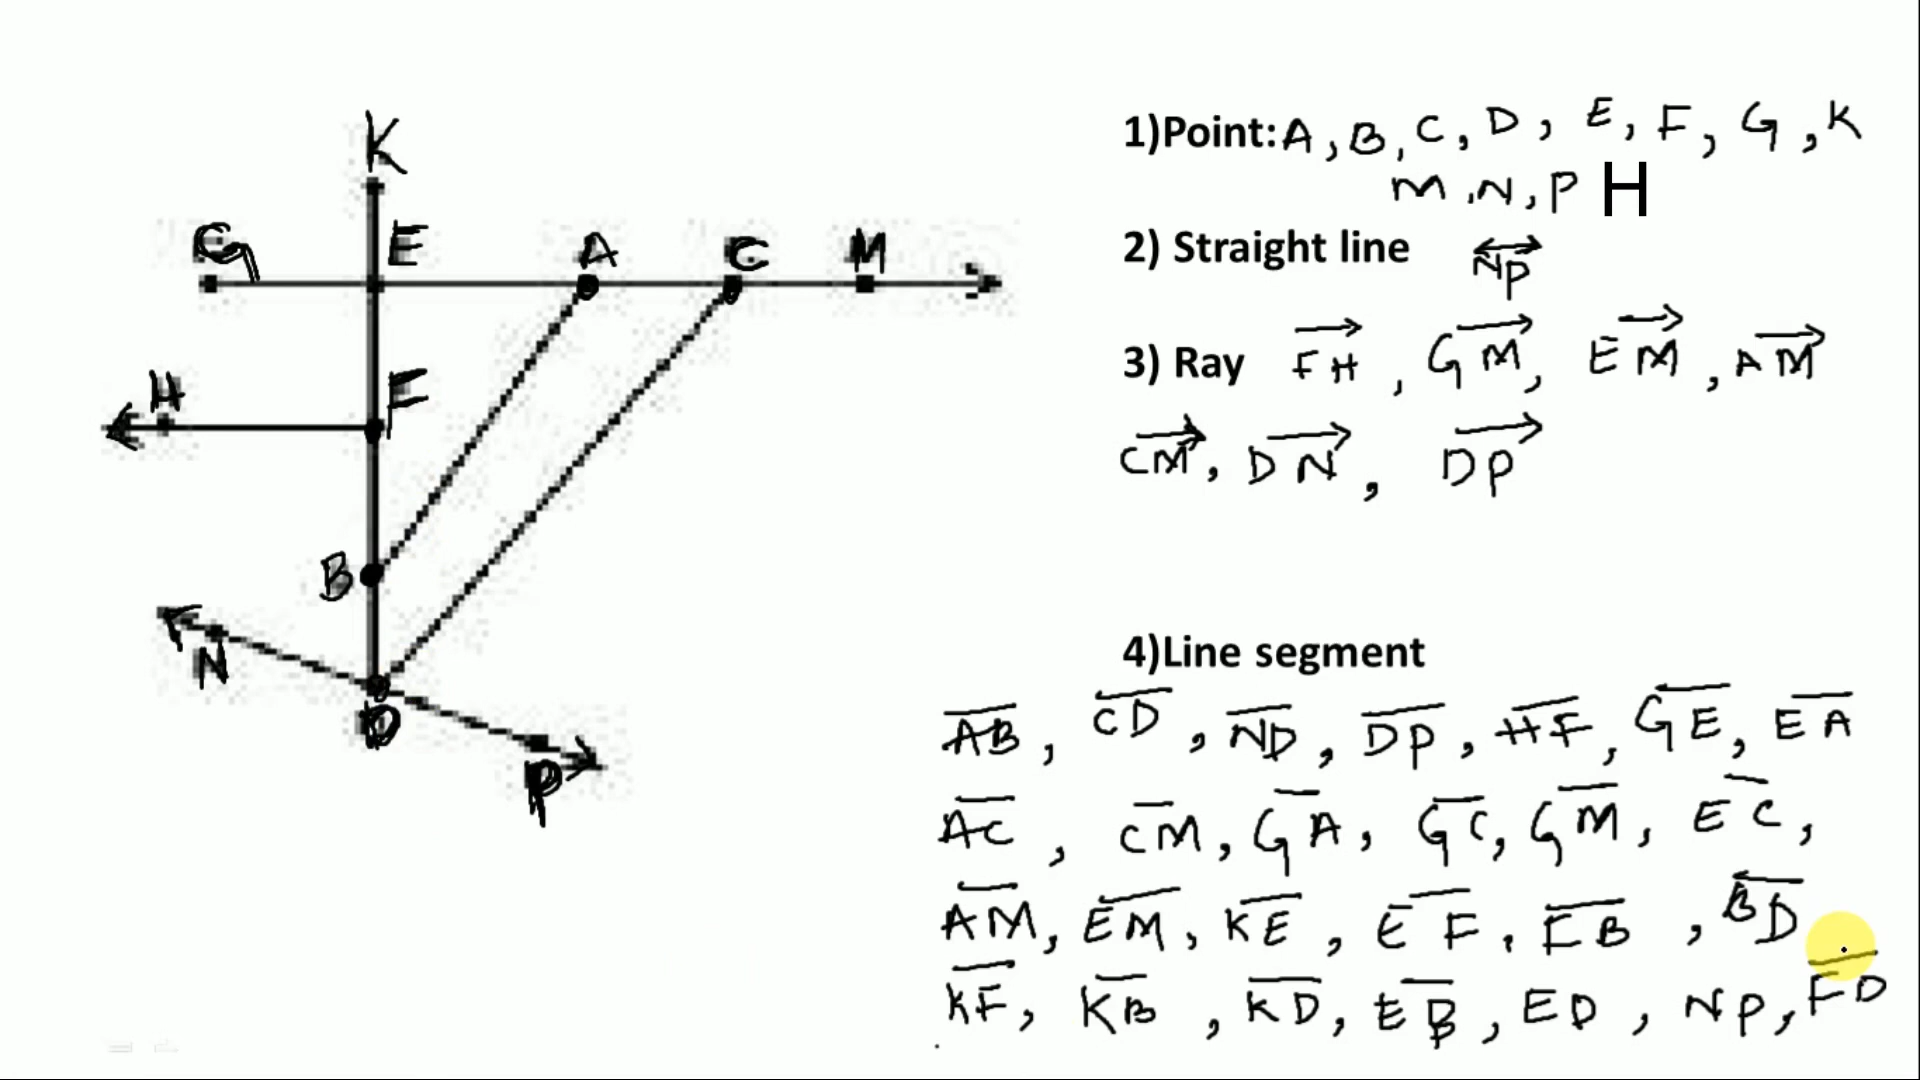 K
G E A C M
H F
B
N
D
P
1)Point: A, B, C, D, E, F, G, K
M, N, P H
2) Straight line NP
3) Ray FH, GM, EM, AM
CM, DN, DP
4)Line segment
AB, CD, ND, DP, HF, GE, EA
AC, CM, GA, GC, GM, EC,
AM, EM, KE, EF, FB, BD
KF, KB, KD, EB, ED, NP, FD